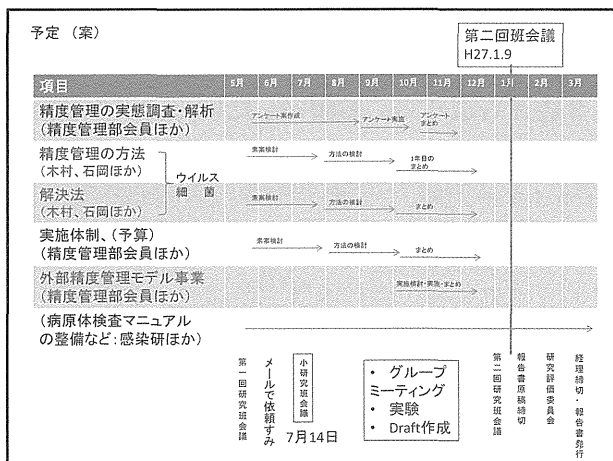 予定（案）
第二回班会議
H27.1.9
項目 5月 6月 7月 8月 9月 10月 11月 12月 1月 2月 3月
精度管理の実態調査・解析
(精度管理部会員ほか)
アンケート案作成 アンケート実施 アンケート
まとめ
精度管理の方法
(木村、石岡ほか)
素案検討 方法の検討 1年目の
まとめ
ウイルス
細菌
解決法
(木村、石岡ほか)
素案検討 方法の検討 まとめ
実施体制、(予算)
(精度管理部会員ほか)
素案検討 方法の検討 まとめ
外部精度管理モデル事業
(精度管理部会員ほか)
実施検討・実施・まとめ
(病原体検査マニュアル
の整備など:感染研ほか)
第一回研究班会議
メールで依頼すみ
小研究班会議
7月14日
• グループ
ミーティング
• 実験
• Draft作成
第二回研究班会議
報告書原稿締切
研究評価委員会
経理締切・報告書発行